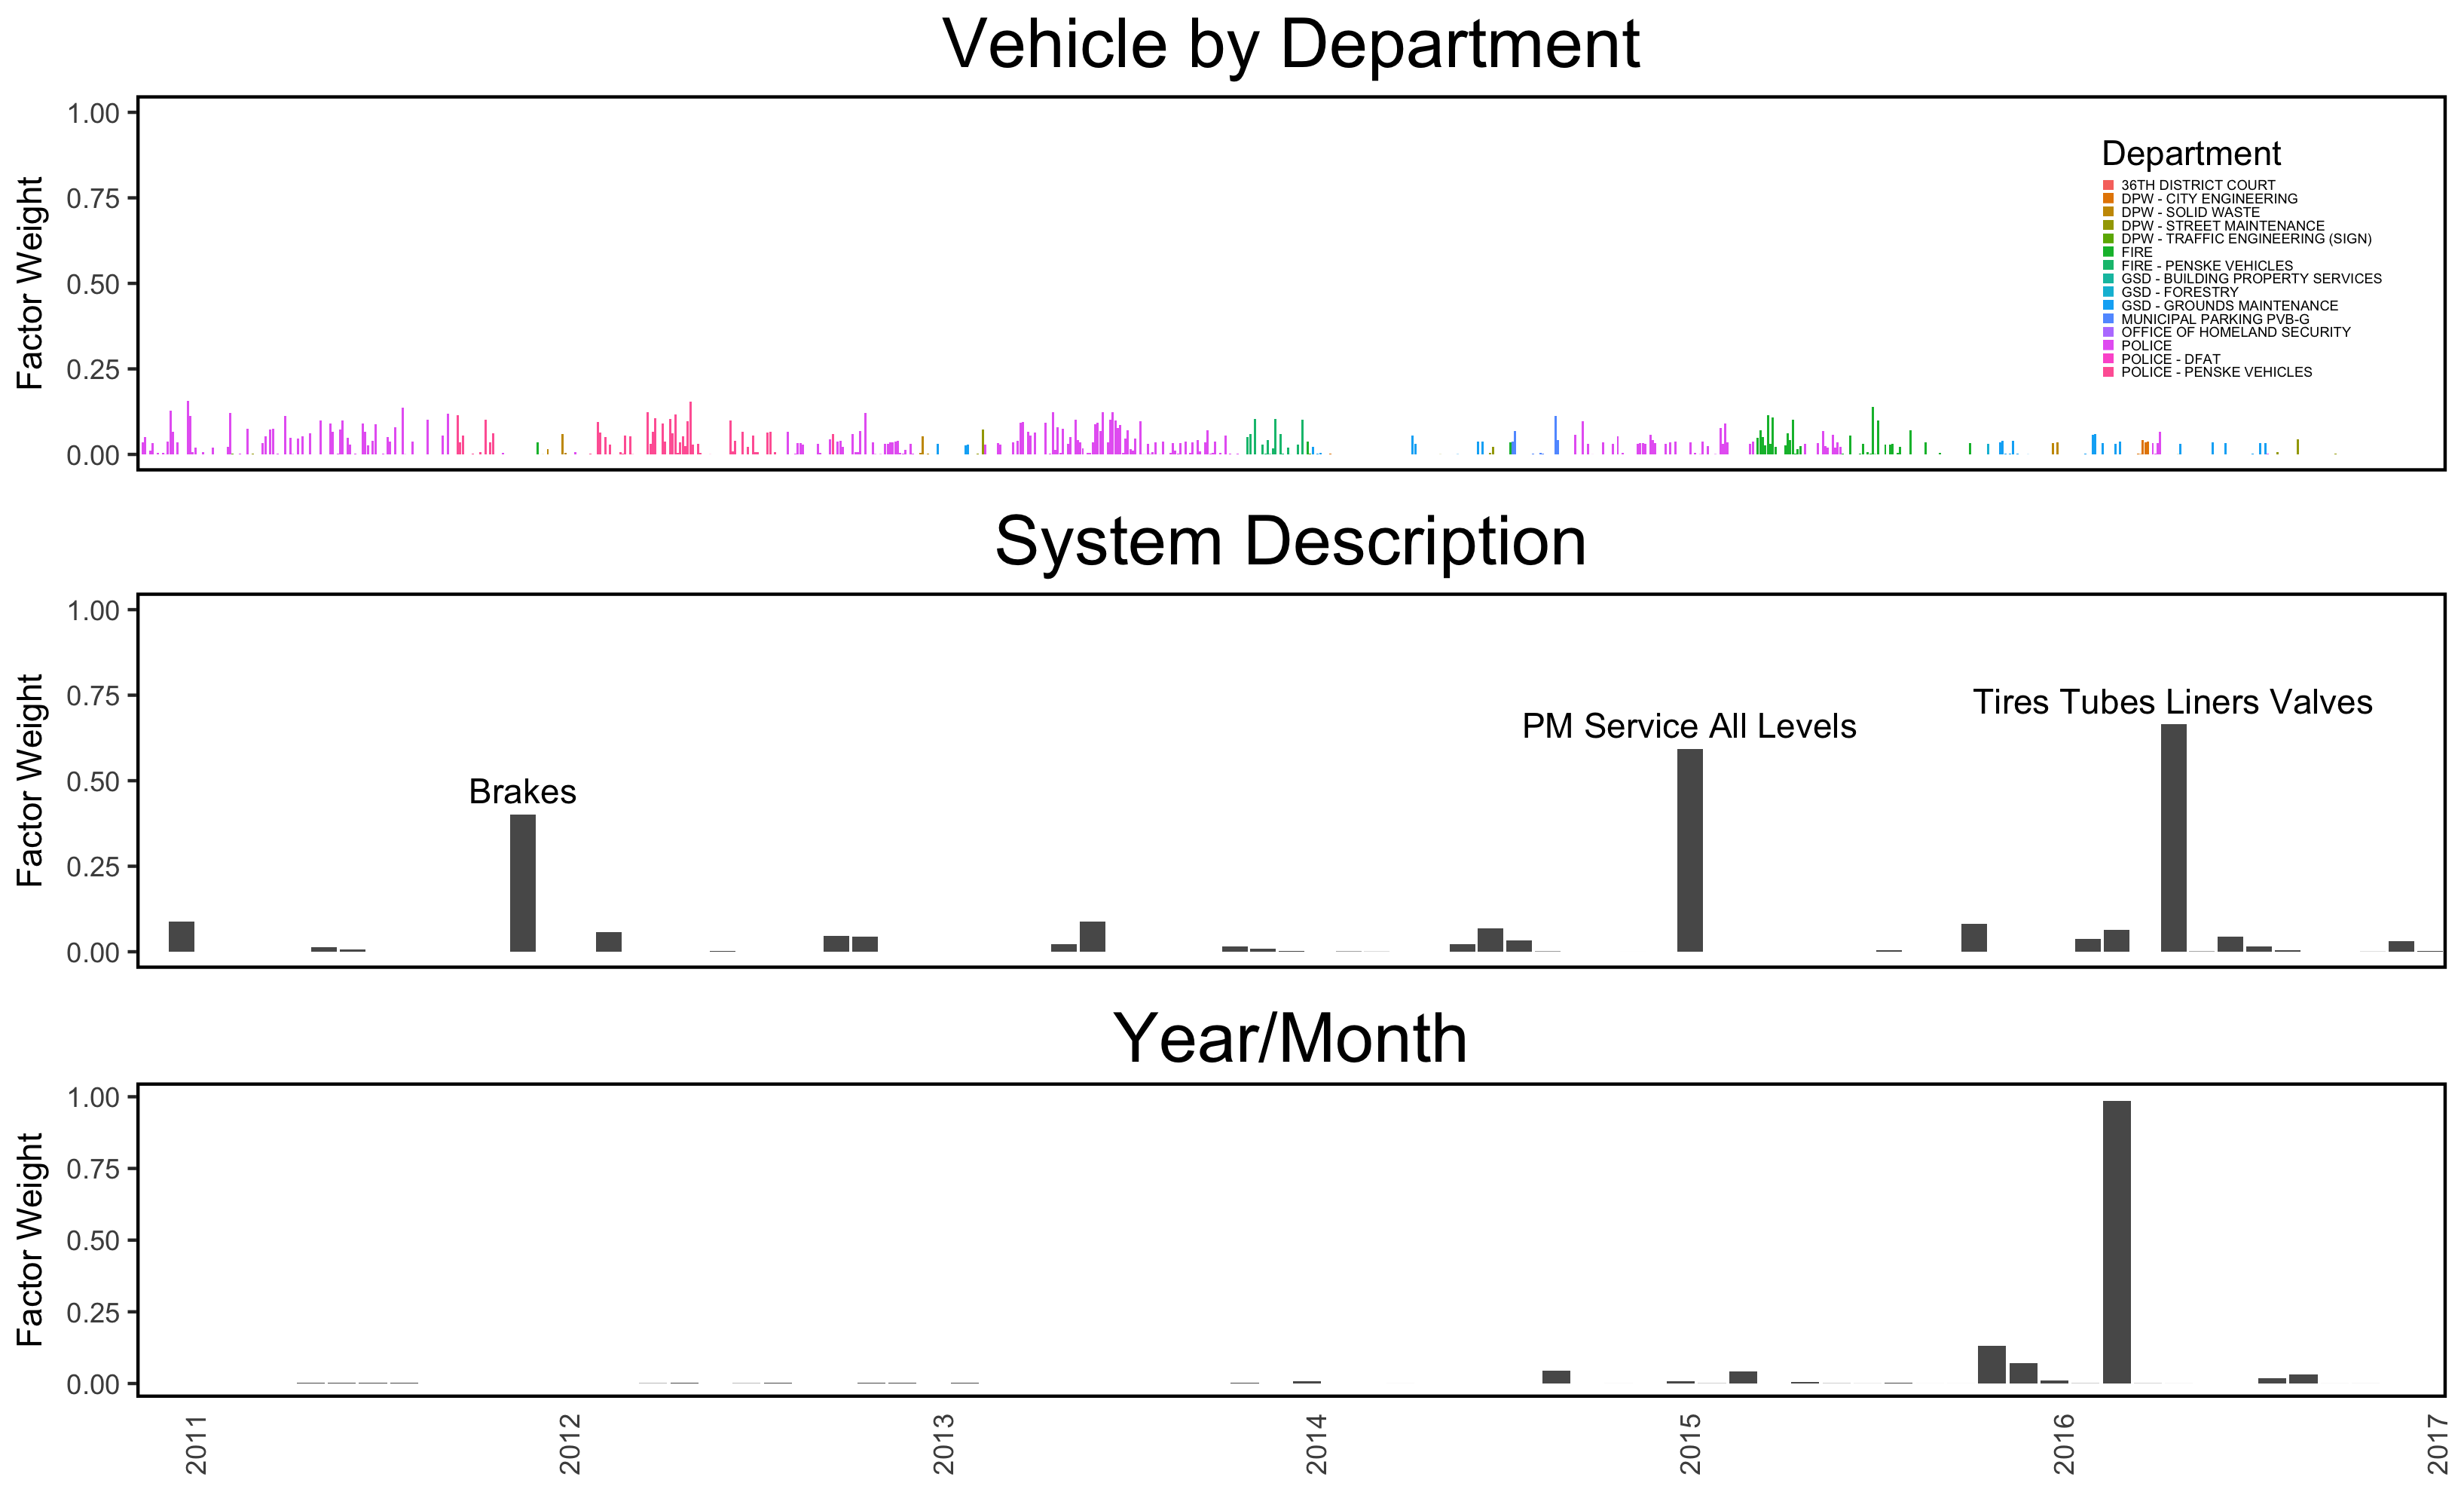 Vehicle by Department
Factor Weight
1.00
0.75
0.50
0.25
0.00
Department
36TH DISTRICT COURT
DPW - CITY ENGINEERING
DPW - SOLID WASTE
DPW - STREET MAINTENANCE
DPW - TRAFFIC ENGINEERING (SIGN)
FIRE
FIRE - PENSKE VEHICLES
GSD - BUILDING PROPERTY SERVICES
GSD - FORESTRY
GSD - GROUNDS MAINTENANCE
MUNICIPAL PARKING PVB-G
OFFICE OF HOMELAND SECURITY
POLICE
POLICE - DFAT
POLICE - PENSKE VEHICLES
System Description
Factor Weight
1.00
0.75
0.50
0.25
0.00
Brakes
PM Service All Levels
Tires Tubes Liners Valves
Year/Month
Factor Weight
1.00
0.75
0.50
0.25
0.00
2011
2012
2013
2014
2015
2016
2017